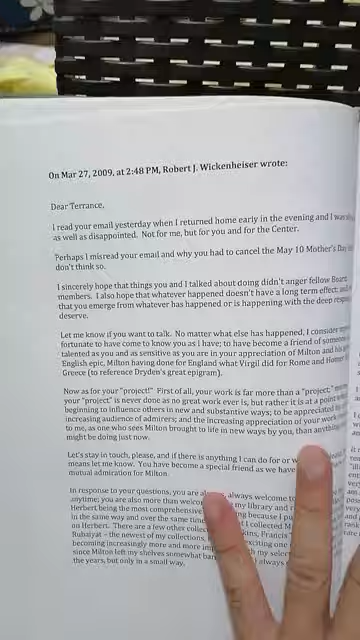 On Mar 27, 2009, at 2:48 PM, Robert J. Wickenheiser wrote:
Dear Terrance,
I read your email yesterday when I returned home early in the evening and I was
as well as disappointed. Not for me, but for you and for the Center.
Perhaps I misread your email and why you had to cancel the May 10 Mother's Day
don't think so.
I sincerely hope that things you and I talked about doing didn't anger fellow Board
members. I also hope that whatever happened doesn't have a long term effect; and
that you emerge from whatever has happened or is happening with the deep
deserve.
Let me know if you want to talk. No matter what else has happened, I consider
fortunate to have come to know you as I have; to have become a friend of someone
talented as you and as sensitive as you are in your appreciation of Milton and his
English epic, Milton having done for England what Virgil did for Rome and Homer
Greece (to reference Dryden's great epigram).
Now as for your "project!" First of all, your work is far more than a "project,"
your "project" is never done as no great work ever is, but rather it is at a point
beginning to influence others in new and substantive ways; to be appreciated
increasing audience of admirers; and the increasing appreciation of your work
to me, as one who sees Milton brought to life in new ways by you, than
might be doing just now.
Let's stay in touch, please, and if there is anything I can do for or
means let me know. You have become a special friend as we have
mutual admiration for Milton.
In response to your questions, you are always welcome to
anytime; you are also more than my library and
Herbert being the most comprehensive because I
in the same way and over the same time I collected
on Herbert. There are a few other Francis
Rubaiyat – the newest of my collections, exciting
becoming increasingly more and more my
since Milton left my shelves somewhat always
the years, but only in a small way.